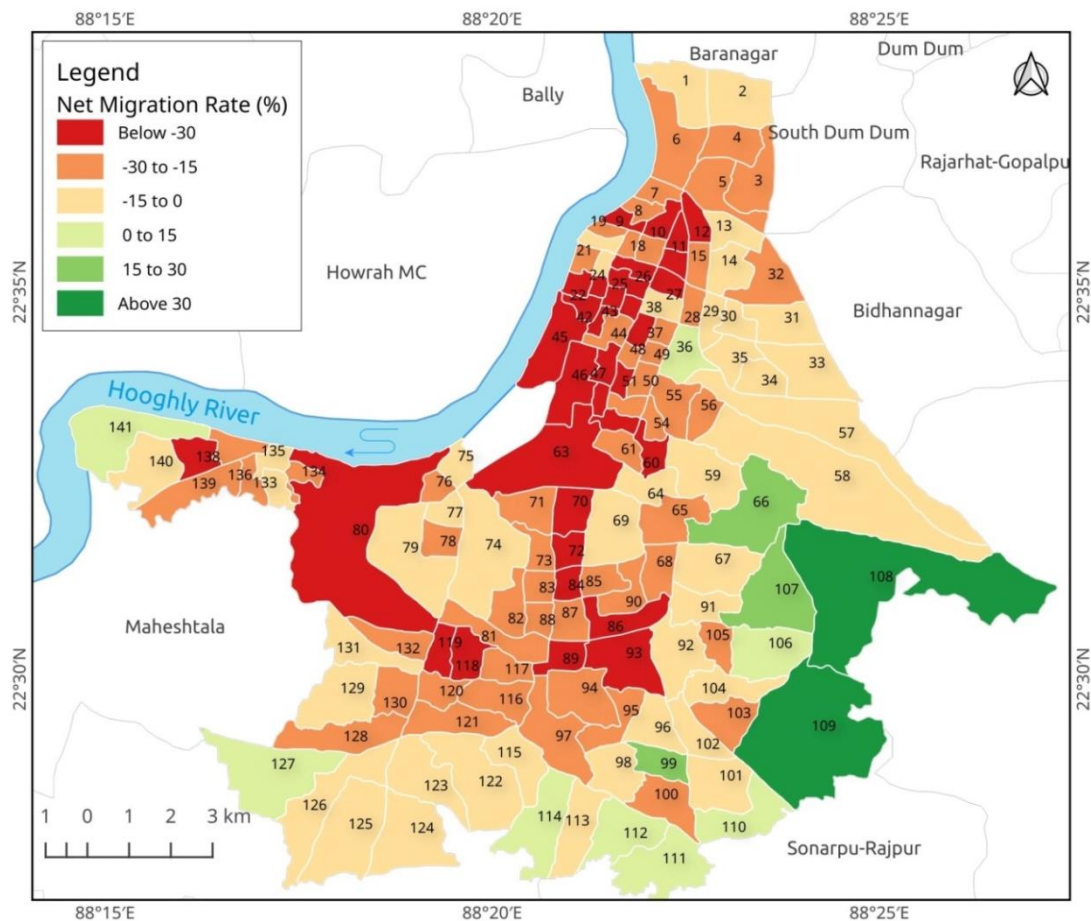 88°15′E 88°20′E 88°25′E
Legend
Net Migration Rate (%)
Below -30
-30 to -15
-15 to 0
0 to 15
15 to 30
Above 30
Baranagar
Dum Dum
Bally
South Dum Dum
Rajarhat-Gopalpu
Howrah MC
Bidhannagar
22°35′N
22°35′N
Hooghly River
Maheshtala
22°30′N
22°30′N
Sonarpu-Rajpur
1 2
6 4
5 3
7
8
19 9
10 12 13
11
21 18 15 14
32
24 26
25
22 27
42 43 38 28 29 30 31
45 44 37
36
48 49 35 33
46 47 51 50 34
55 56
54 57
141
140 138 135 75
63 61 60
58
139 136 133 134 76
59
64
66
71 70 65
80 77 69
79 78 74 72
73 68 67
108
83 84 85
107
82 88 87 90 91
86
131 132 119 81
118 89 93 92 105 106
117
129 130 120 116 94 104
121 95 103
128 97 96 102
109
127 115 98 99
101
126 123 122 100
125 124 114 113 112 110
111
1 0 1 2 3 km
88°15′E 88°20′E 88°25′E